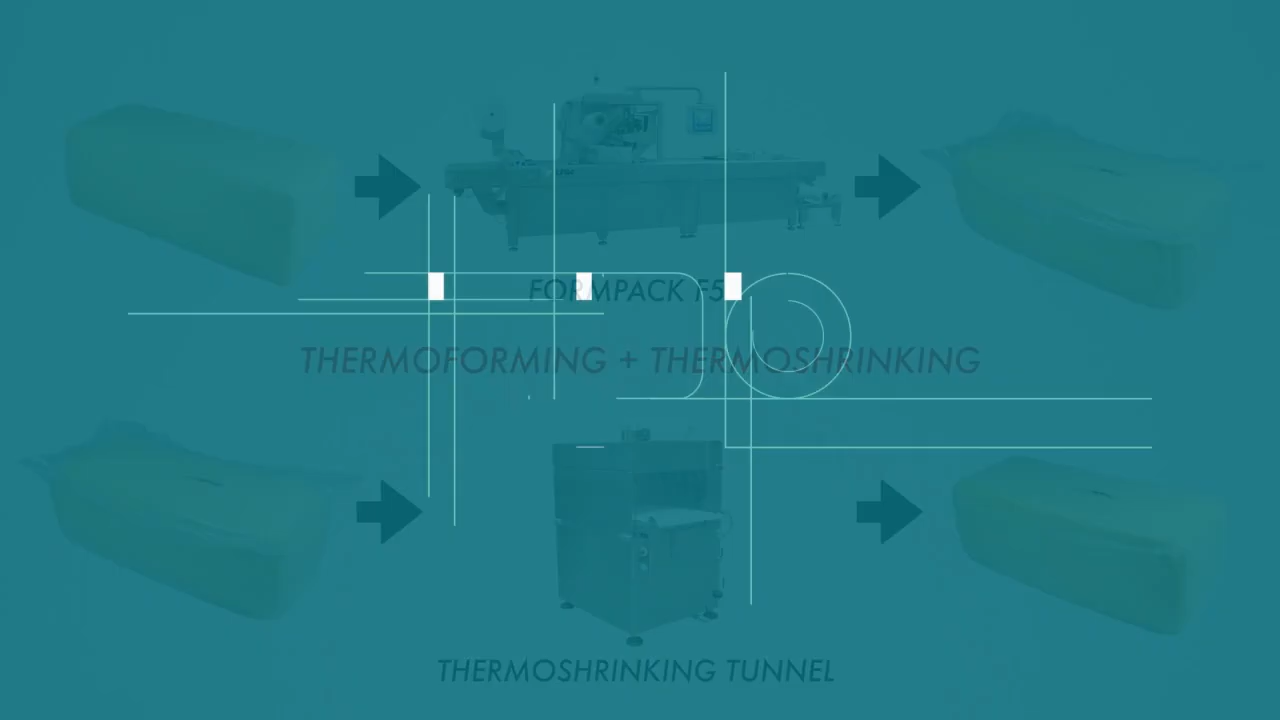 FORMPACK F5
THERMOFORMING + THERMOSHRINKING
THERMOSHRINKING TUNNEL